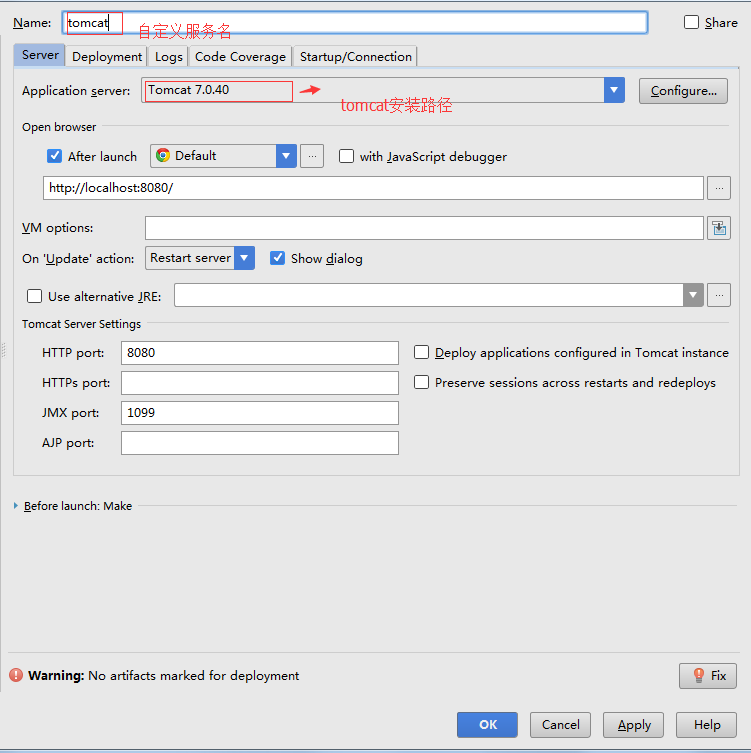 Name: tomcat 自定义服务名 Share
Server Deployment Logs Code Coverage Startup/Connection
Application server: Tomcat 7.0.40 Configure...
tomcat安装路径
Open browser
After launch Default ... with JavaScript debugger
http://localhost:8080/ ...
VM options:
On 'Update' action: Restart server Show dialog
Use alternative JRE: ...
Tomcat Server Settings
HTTP port: 8080 Deploy applications configured in Tomcat instance
HTTPs port: Preserve sessions across restarts and redeploys
JMX port: 1099
AJP port:
Before launch: Make
Warning: No artifacts marked for deployment Fix
OK Cancel Apply Help